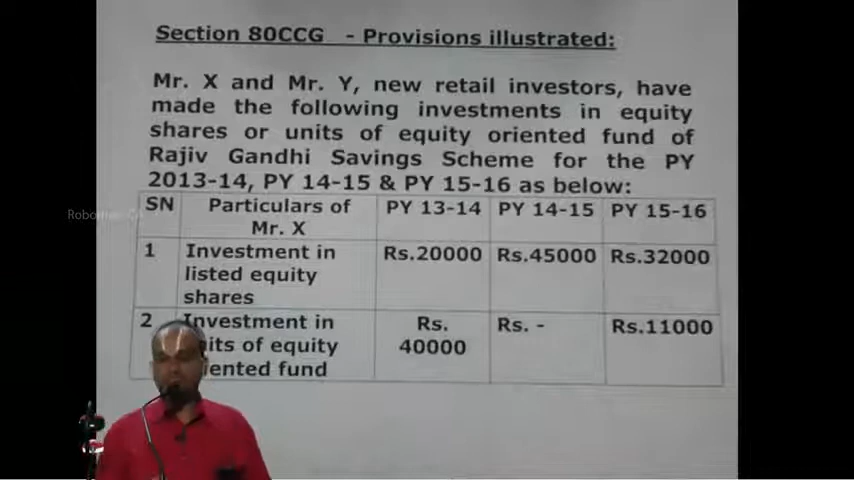 Section 80CCG - Provisions illustrated:
Mr. X and Mr. Y, new retail investors, have
made the following investments in equity
shares or units of equity oriented fund of
Rajiv Gandhi Savings Scheme for the PY
2013-14, PY 14-15 & PY 15-16 as below:
SN Particulars of Mr. X PY 13-14 PY 14-15 PY 15-16
1 Investment in listed equity shares Rs.20000 Rs.45000 Rs.32000
2 Investment in of equity fund Rs. 40000 Rs. - Rs.11000